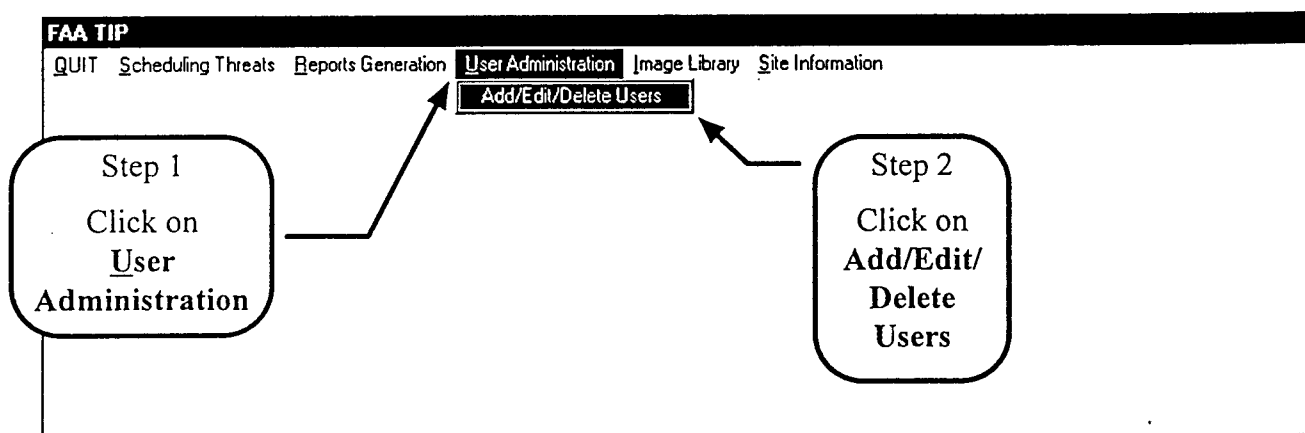 FAA TIP
QUIT Scheduling Threats Reports Generation User Administration Image Library Site Information
Add/Edit/Delete Users
Step 1
Click on
User
Administration
Step 2
Click on
Add/Edit/
Delete
Users